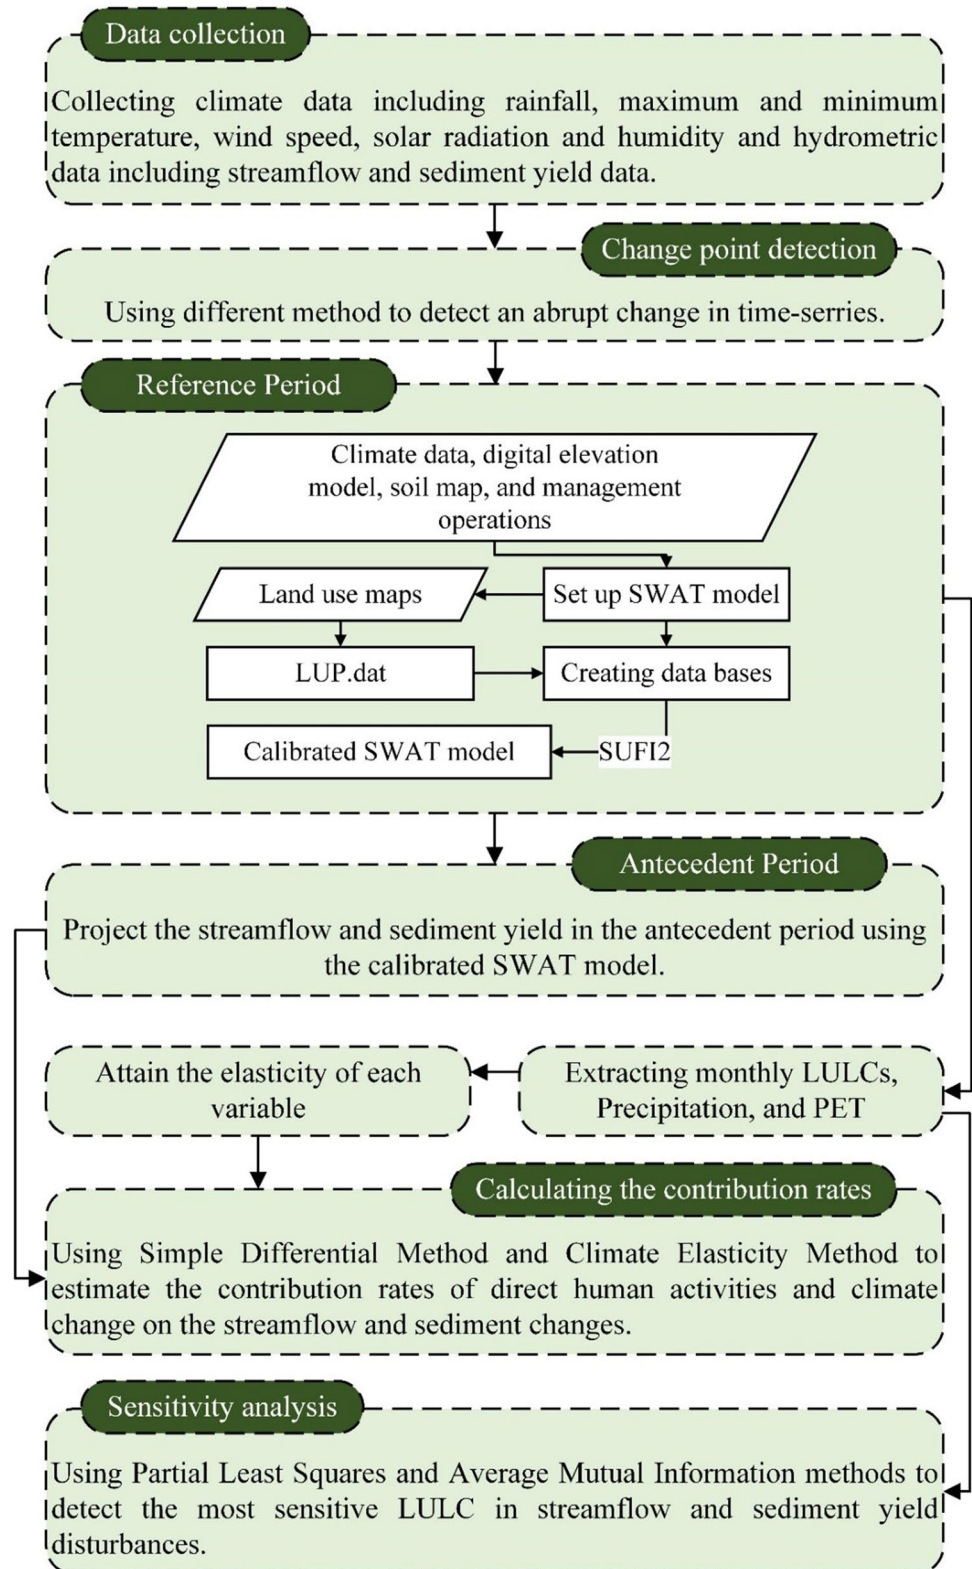 Data collection
Collecting climate data including rainfall, maximum and minimum
temperature, wind speed, solar radiation and humidity and hydrometric
data including streamflow and sediment yield data.
Change point detection
Using different method to detect an abrupt change in time-serries.
Reference Period
Climate data, digital elevation
model, soil map, and management
operations
Land use maps
Set up SWAT model
LUP.dat
Creating data bases
Calibrated SWAT model
SUFI2
Antecedent Period
Project the streamflow and sediment yield in the antecedent period using
the calibrated SWAT model.
Attain the elasticity of each
variable
Extracting monthly LULCs,
Precipitation, and PET
Calculating the contribution rates
Using Simple Differential Method and Climate Elasticity Method to
estimate the contribution rates of direct human activities and climate
change on the streamflow and sediment changes.
Sensitivity analysis
Using Partial Least Squares and Average Mutual Information methods to
detect the most sensitive LULC in streamflow and sediment yield
disturbances.